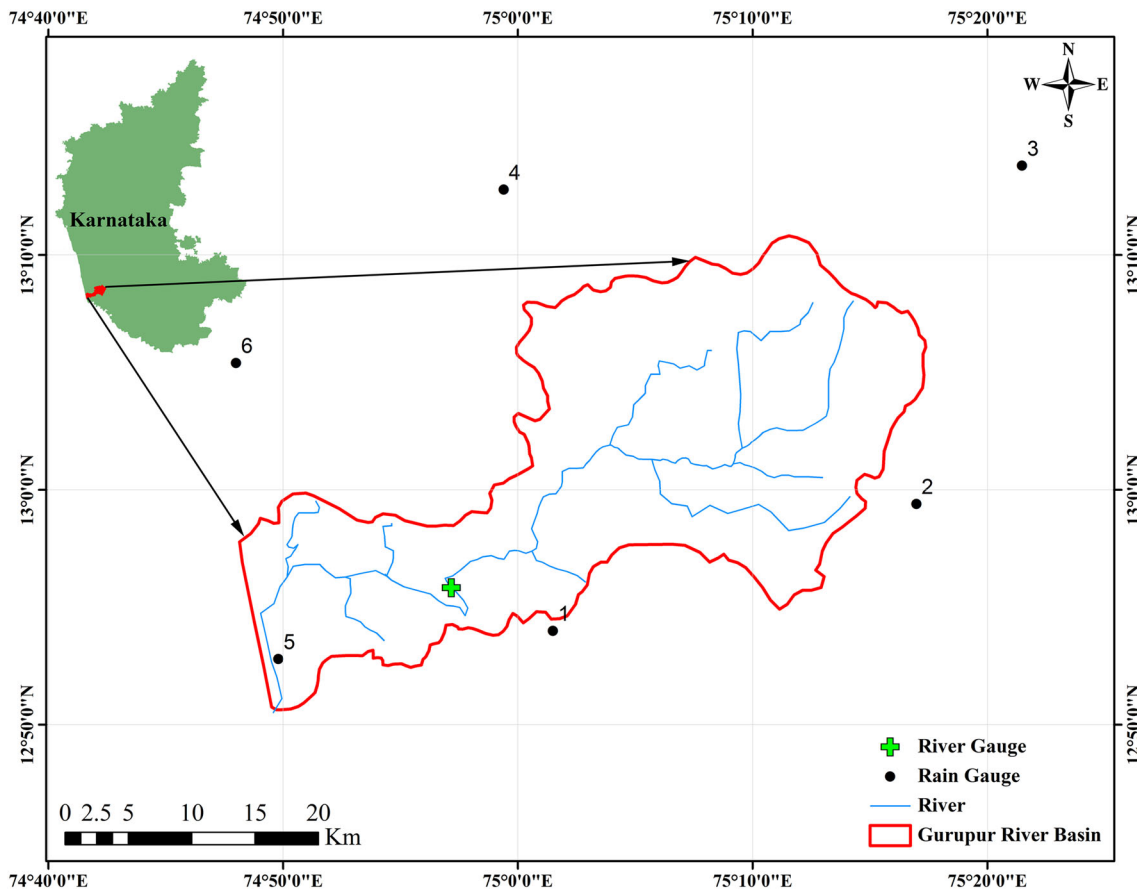 74°40'0"E 74°50'0"E 75°0'0"E 75°10'0"E 75°20'0"E
N
W E
S
3
4
13°10'0"N 13°10'0"N
Karnataka
6
13°0'0"N 13°0'0"N
2
1
5
12°50'0"N 12°50'0"N
River Gauge
Rain Gauge
River
Gurupur River Basin
0 2.5 5 10 15 20
Km
74°40'0"E 74°50'0"E 75°0'0"E 75°10'0"E 75°20'0"E